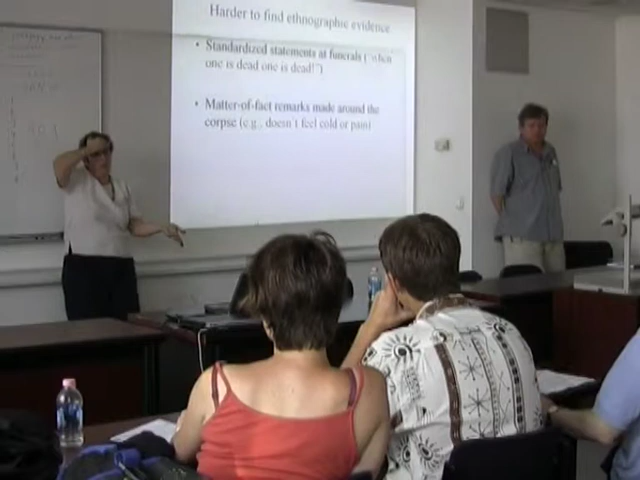 Harder to find ethnographic evidence
• Standardized statements at funerals ("when
one is dead one is dead!")
• Matter-of-fact remarks made around the
corpse (e.g., doesn't feel cold or pain)